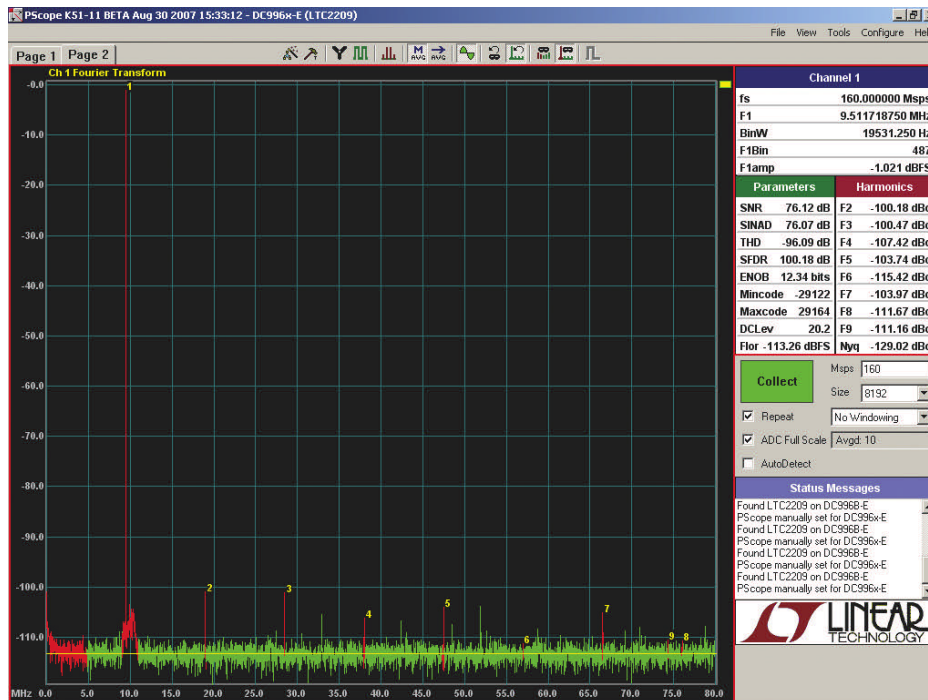 PScope K51-11 BETA Aug 30 2007 15:33:12 - DC996x-E (LTC2209)
File View Tools Configure Hel
Page 1 Page 2
M AVG AVG
Ch 1 Fourier Transform
-0.0
-10.0
-20.0
-30.0
-40.0
-50.0
-60.0
-70.0
-80.0
-90.0
-100.0
-110.0
1
2
3
4
5
6
7
9 8
MHz 0.0 5.0 10.0 15.0 20.0 25.0 30.0 35.0 40.0 45.0 50.0 55.0 60.0 65.0 70.0 75.0 80.0
Channel 1
fs 160.000000 Msps
F1 9.511718750 MHz
BinW 19531.250 Hz
F1Bin 487
F1amp -1.021 dBFS
Parameters Harmonics
SNR 76.12 dB F2 -100.18 dBc
SINAD 76.07 dB F3 -100.47 dBc
THD -96.09 dB F4 -107.42 dBc
SFDR 100.18 dB F5 -103.74 dBc
ENOB 12.34 bits F6 -115.42 dBc
Mincode -29122 F7 -103.97 dBc
Maxcode 29164 F8 -111.67 dBc
DCLev 20.2 F9 -111.16 dBc
Flor -113.26 dBFS Nyq -129.02 dBc
Collect
Msps 160
Size 8192
Repeat No Windowing
ADC Full Scale Avgd: 10
AutoDetect
Status Messages
Found LTC2209 on DC996B-E
PScope manually set for DC996x-E
Found LTC2209 on DC996B-E
PScope manually set for DC996x-E
Found LTC2209 on DC996B-E
PScope manually set for DC996x-E
Found LTC2209 on DC996B-E
PScope manually set for DC996x-E
LINEAR
TECHNOLOGY